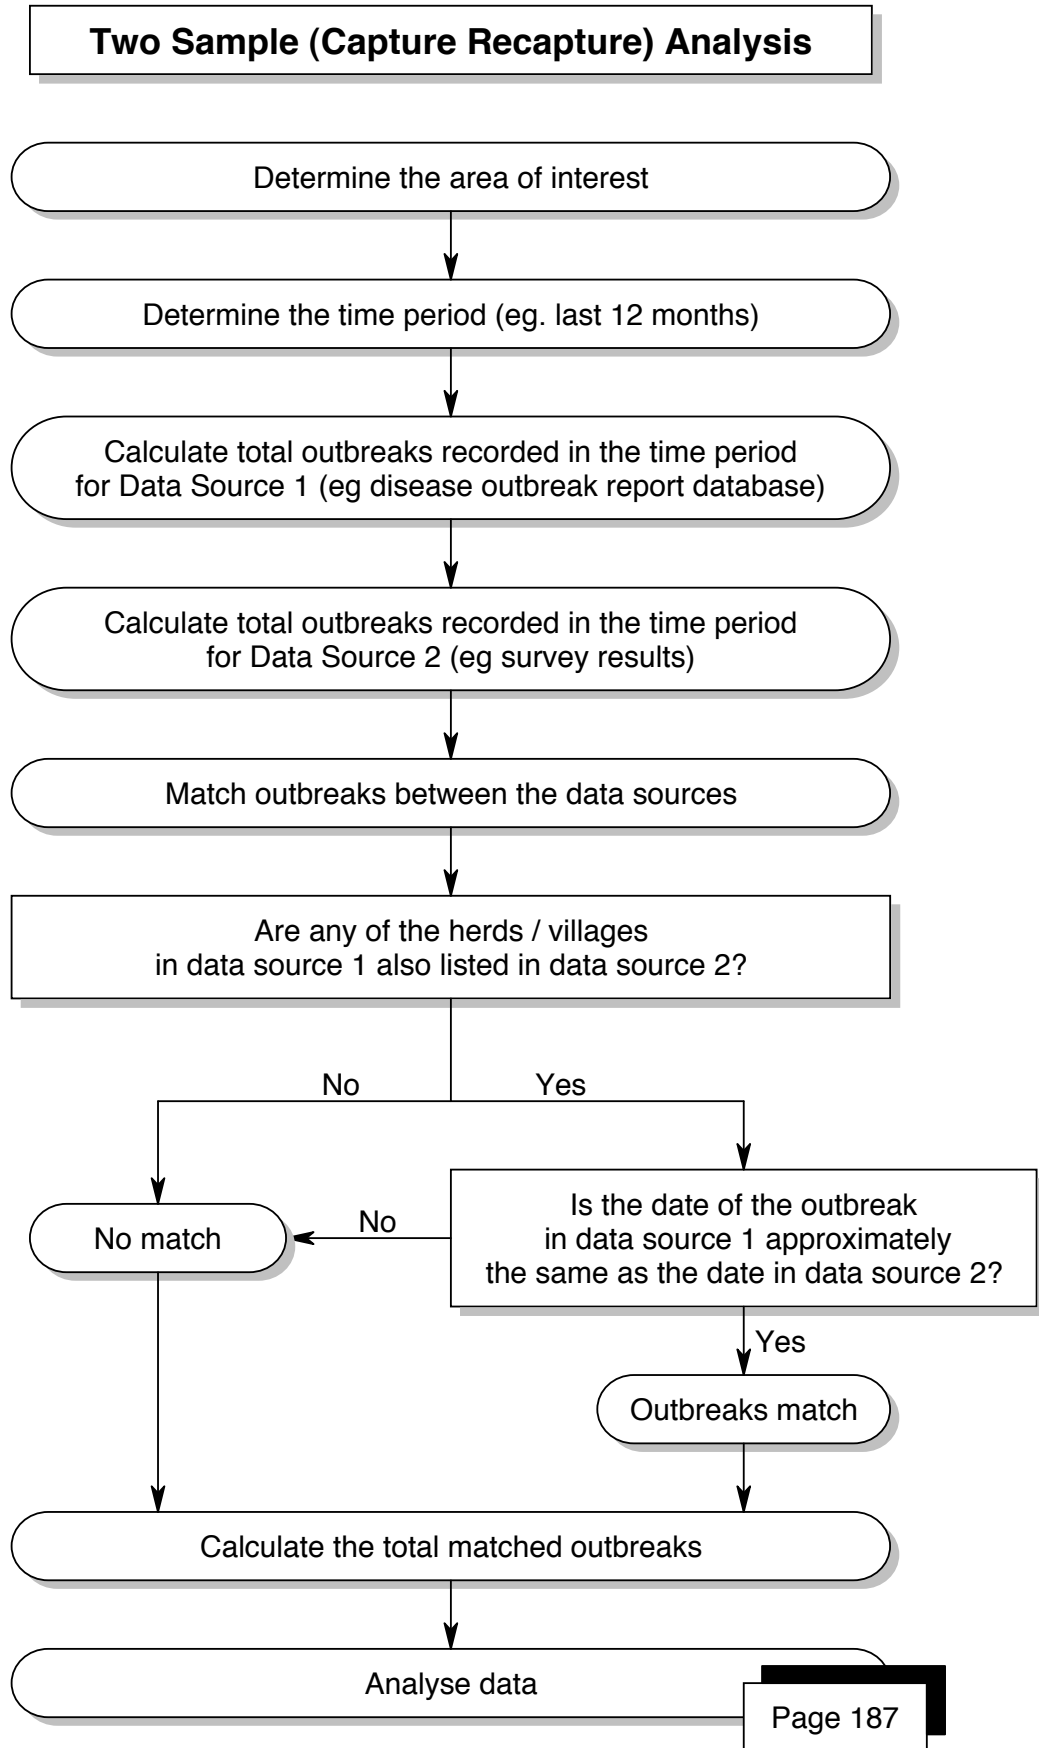 Two Sample (Capture Recapture) Analysis
Determine the area of interest
Determine the time period (eg. last 12 months)
Calculate total outbreaks recorded in the time period
for Data Source 1 (eg disease outbreak report database)
Calculate total outbreaks recorded in the time period
for Data Source 2 (eg survey results)
Match outbreaks between the data sources
Are any of the herds / villages
in data source 1 also listed in data source 2?
No
Yes
Is the date of the outbreak
in data source 1 approximately
the same as the date in data source 2?
No
No match
Yes
Outbreaks match
Calculate the total matched outbreaks
Analyse data
Page 187